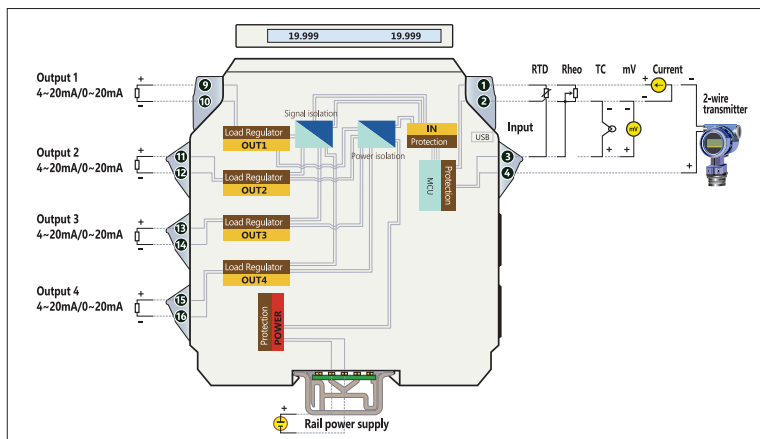 19.999 19.999
Output 1
4~20mA/0~20mA
+
−
9
10
Output 2
4~20mA/0~20mA
+
−
11
12
Output 3
4~20mA/0~20mA
+
−
13
14
Output 4
4~20mA/0~20mA
+
−
15
16
Signal isolation
Power isolation
Load Regulator
OUT1
Load Regulator
OUT2
Load Regulator
OUT3
Load Regulator
OUT4
Protection
POWER
IN
Protection
MCU
Protection
USB
1
2
3
4
Input
RTD Rheo TC mV Current
+
−
− −
mV
+ +
2-wire
transmitter
−
+
+
−
Rail power supply